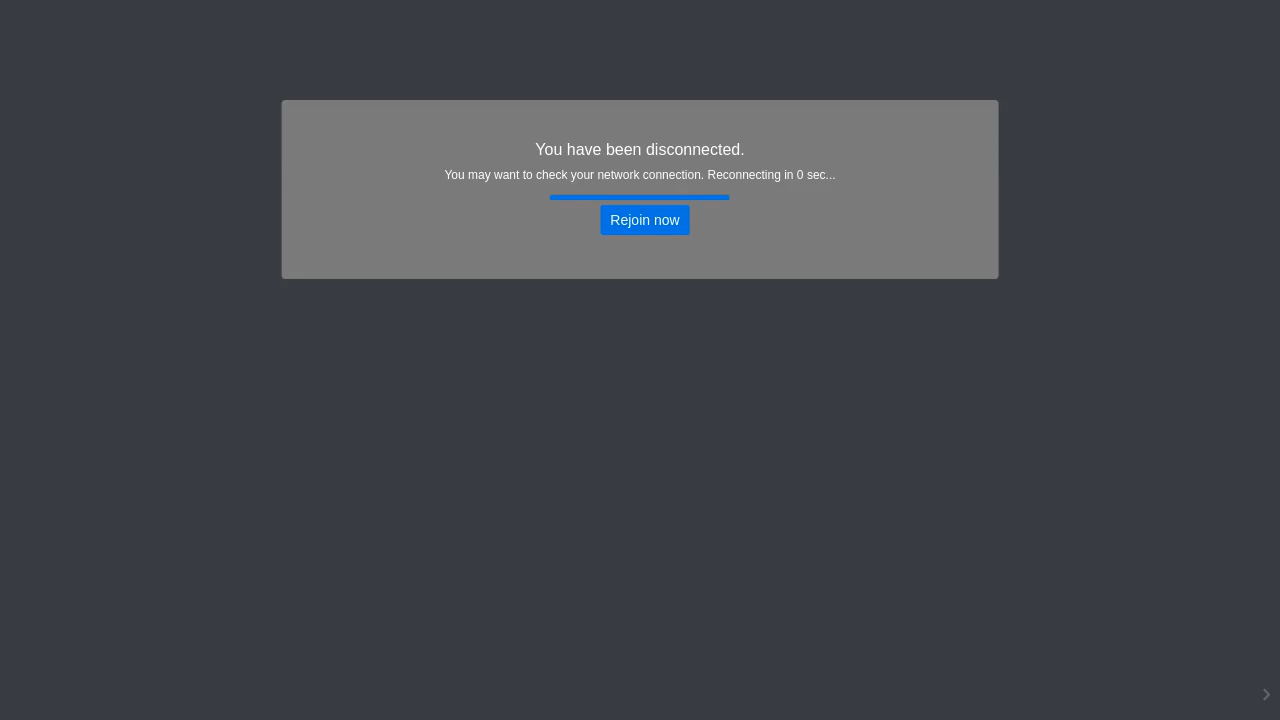 You have been disconnected.
You may want to check your network connection. Reconnecting in 0 sec...
Rejoin now